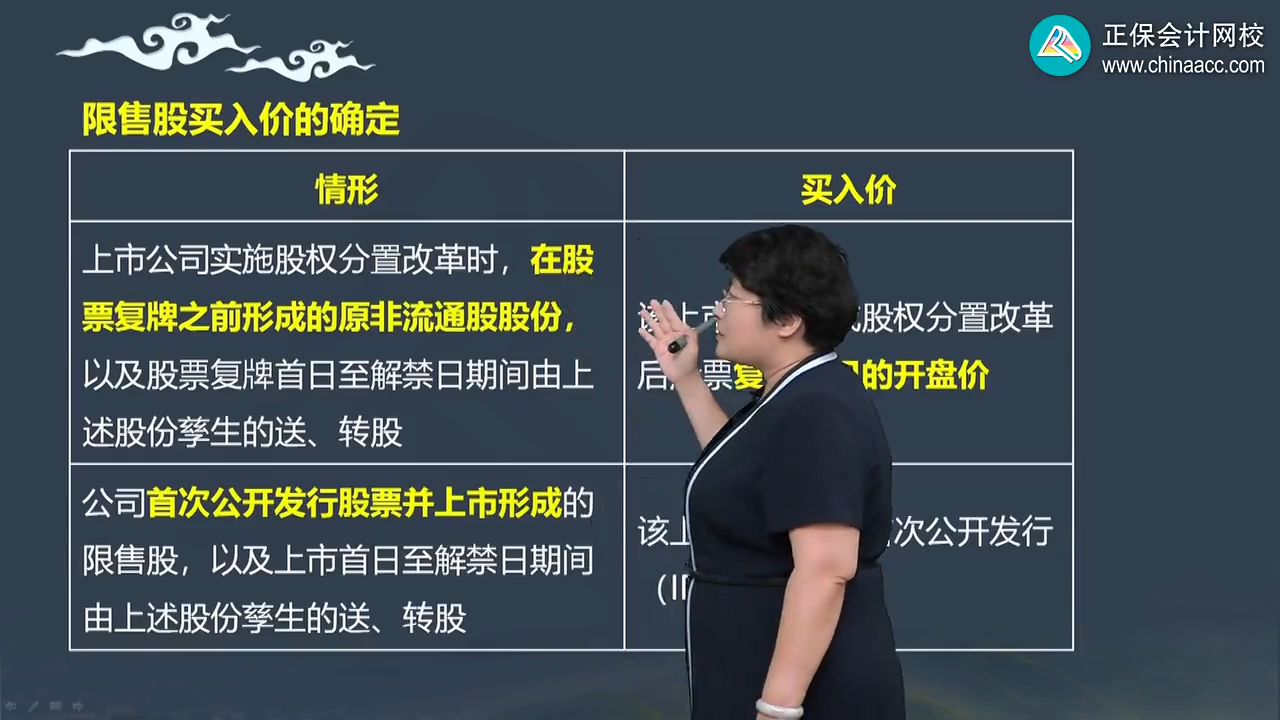 正保会计网校
www.chinaacc.com
限售股买入价的确定
情形
买入价
上市公司实施股权分置改革时，在股
票复牌之前形成的原非流通股股份，
以及股票复牌首日至解禁日期间由上
述股份孳生的送、转股
上市 股权分置改革
后 票复 的开盘价
公司首次公开发行股票并上市形成的
限售股，以及上市首日至解禁日期间
由上述股份孳生的送、转股
该上 首次公开发行
（I